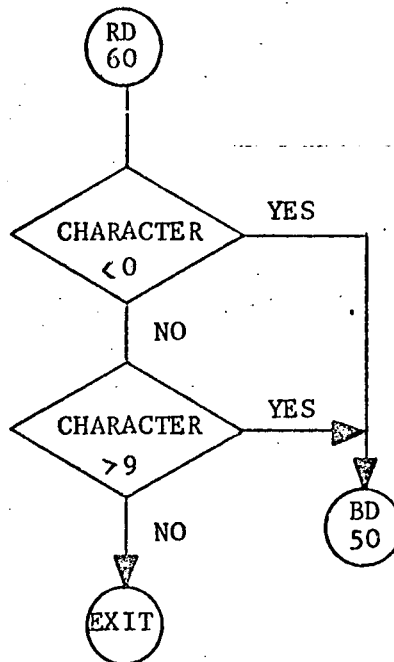 RD
60
CHARACTER
<0
YES
NO
CHARACTER
>9
YES
NO
BD
50
EXIT